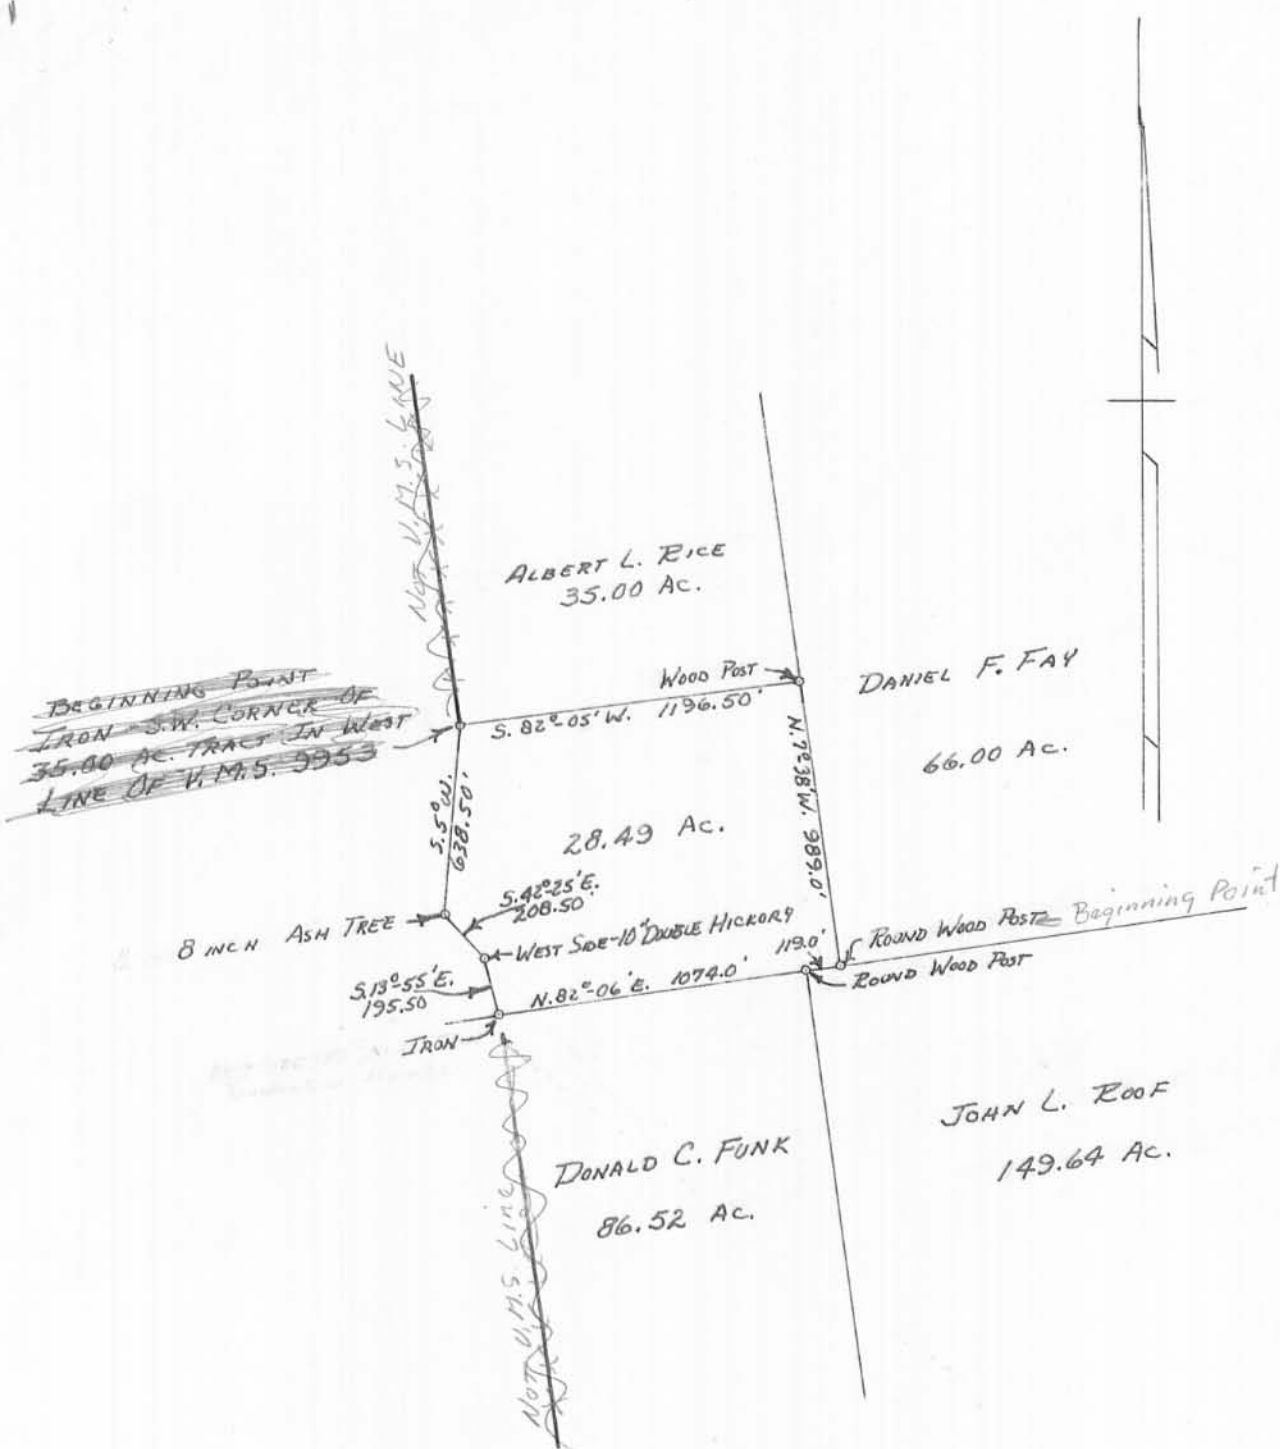 NOT V.M.S. LINE
ALBERT L. RICE
35.00 AC.
BEGINNING POINT
IRON - S.W. CORNER OF
35.00 AC. TRACT IN WEST
LINE OF V.M.S. 9953
WOOD POST
S. 82°-05' W. 1196.50'
DANIEL F. FAY
66.00 AC.
N. 7°-38' W. 989.0'
S. 5° W.
638.50'
28.49 AC.
S. 42°-25' E.
208.50'
8 INCH ASH TREE
WEST SIDE-10" DOUBLE HICKORY
119.0'
ROUND WOOD POST = Beginning Point
ROUND WOOD POST
S. 13°-55' E.
195.50
N. 82°-06' E. 1074.0'
IRON
JOHN L. ROOF
149.64 AC.
DONALD C. FUNK
86.52 AC.
NOT V.M.S. Line